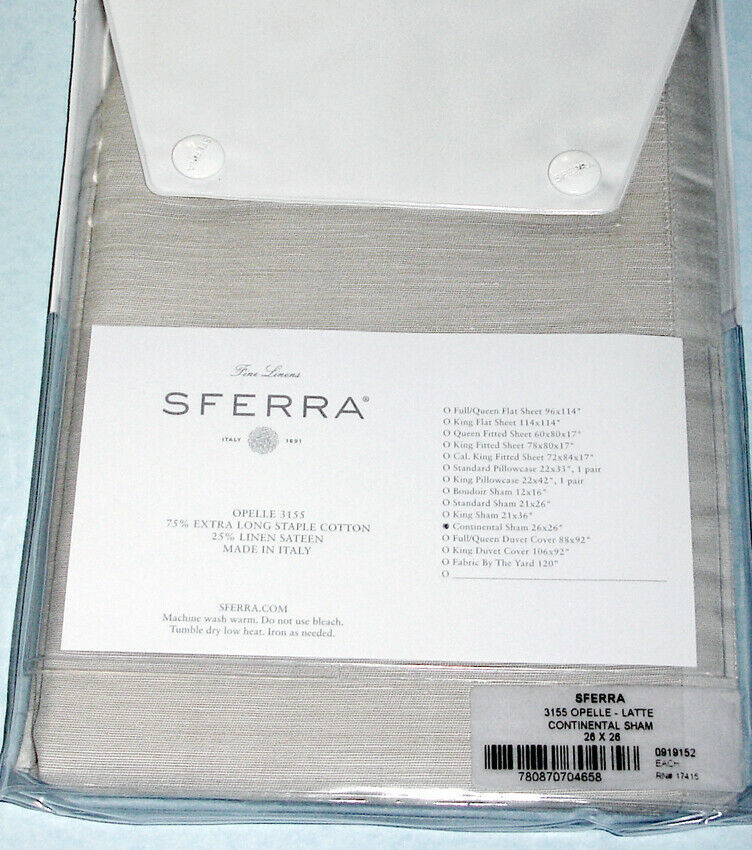 SFERRA
SFERRA
Fine Linens
SFERRA®
ITALY 1891
OPELLE 3155
75% EXTRA LONG STAPLE COTTON
25% LINEN SATEEN
MADE IN ITALY
SFERRA.COM
Machine wash warm. Do not use bleach.
Tumble dry low heat. Iron as needed.
O Full/Queen Flat Sheet 96x114"
O King Flat Sheet 114x114"
O Queen Fitted Sheet 60x80x17"
O King Fitted Sheet 78x80x17"
O Cal. King Fitted Sheet 72x84x17"
O Standard Pillowcase 22x33", 1 pair
O King Pillowcase 22x42", 1 pair
O Boudoir Sham 12x16"
O Standard Sham 21x26"
O King Sham 21x36"
● Continental Sham 26x26"
O Full/Queen Duvet Cover 88x92"
O King Duvet Cover 106x92"
O Fabric By The Yard 120"
O
SFERRA
3155 OPELLE - LATTE
CONTINENTAL SHAM
26 X 26
780870704658
0919152
EACH
RN# 17415